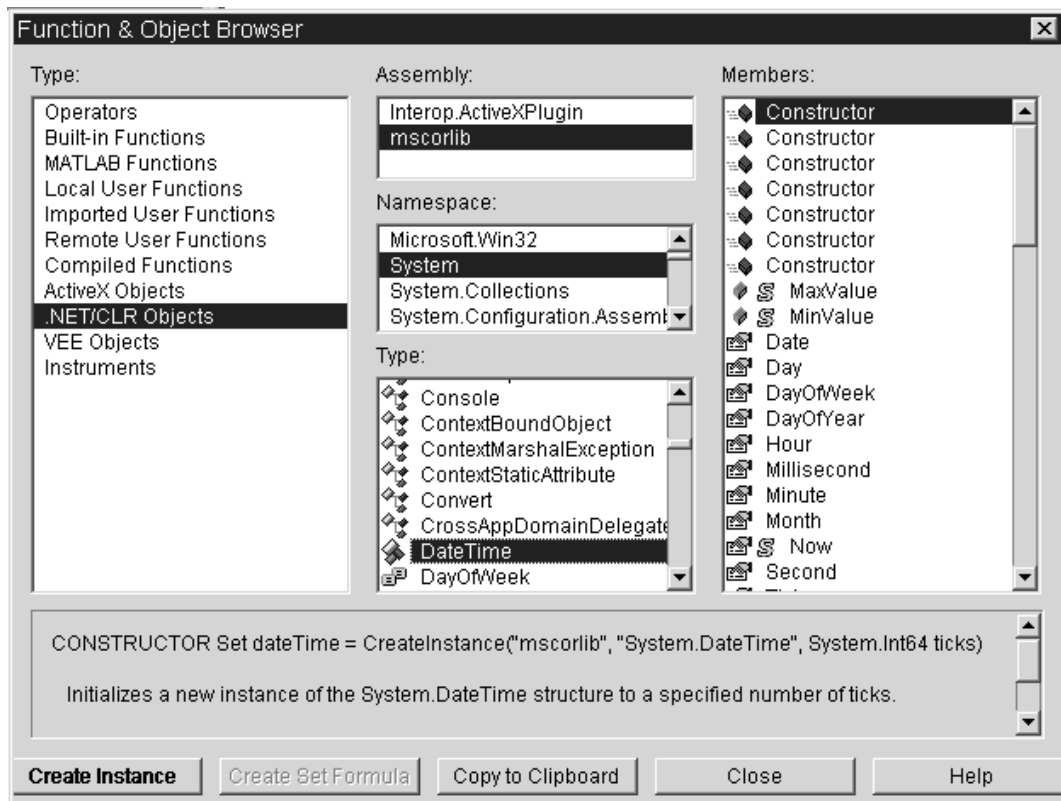 Function & Object Browser
Type:
Operators
Built-in Functions
MATLAB Functions
Local User Functions
Imported User Functions
Remote User Functions
Compiled Functions
ActiveX Objects
.NET/CLR Objects
VEE Objects
Instruments
Assembly:
Interop.ActiveXPlugin
mscorlib
Namespace:
Microsoft.Win32
System
System.Collections
System.Configuration.Assemb
Type:
Console
ContextBoundObject
ContextMarshalException
ContextStaticAttribute
Convert
CrossAppDomainDelegate
DateTime
DayOfWeek
Members:
Constructor
Constructor
Constructor
Constructor
Constructor
Constructor
Constructor
S MaxValue
S MinValue
Date
Day
DayOfWeek
DayOfYear
Hour
Millisecond
Minute
Month
S Now
Second
CONSTRUCTOR Set dateTime = CreateInstance("mscorlib", "System.DateTime", System.Int64 ticks)
Initializes a new instance of the System.DateTime structure to a specified number of ticks.
Create Instance
Create Set Formula
Copy to Clipboard
Close
Help